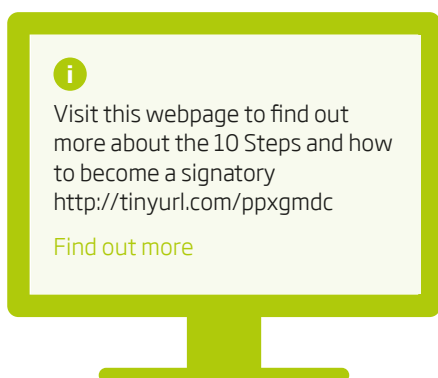 i
Visit this webpage to find out
more about the 10 Steps and how
to become a signatory
http://tinyurl.com/ppxgmdc
Find out more